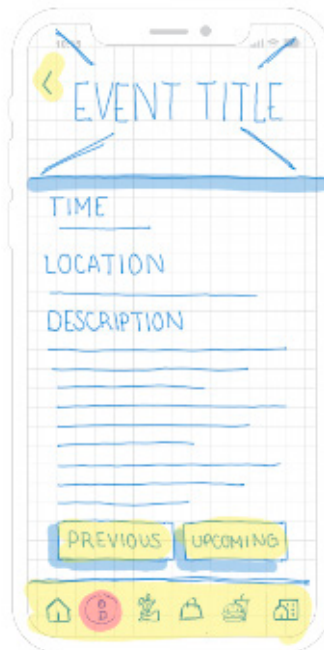 EVENT TITLE
TIME
LOCATION
DESCRIPTION
PREVIOUS UPCOMING